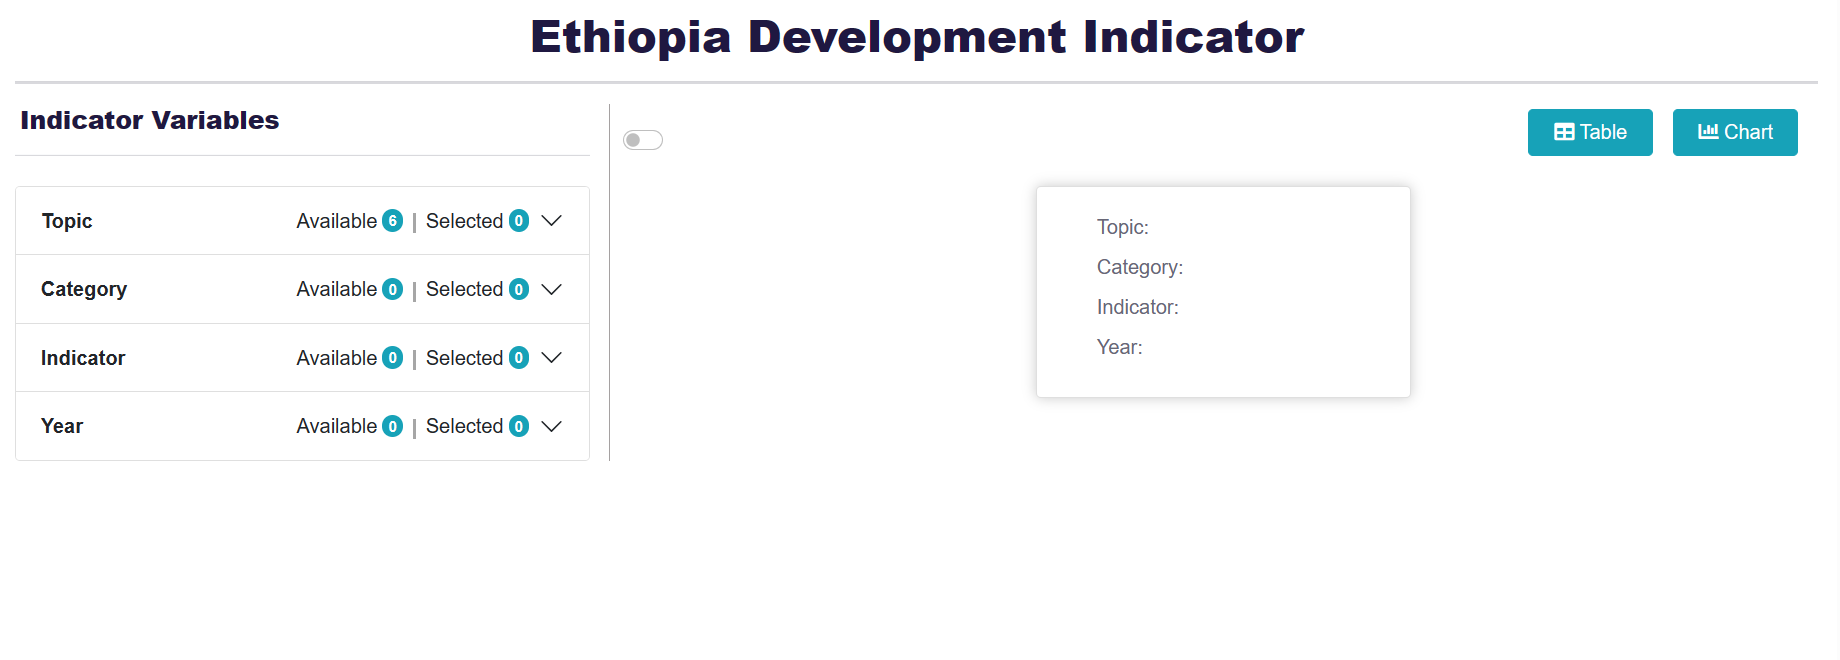 Ethiopia Development Indicator
Indicator Variables
Table
Chart
Topic Available 6 | Selected 0
Category Available 0 | Selected 0
Indicator Available 0 | Selected 0
Year Available 0 | Selected 0
Topic:
Category:
Indicator:
Year: